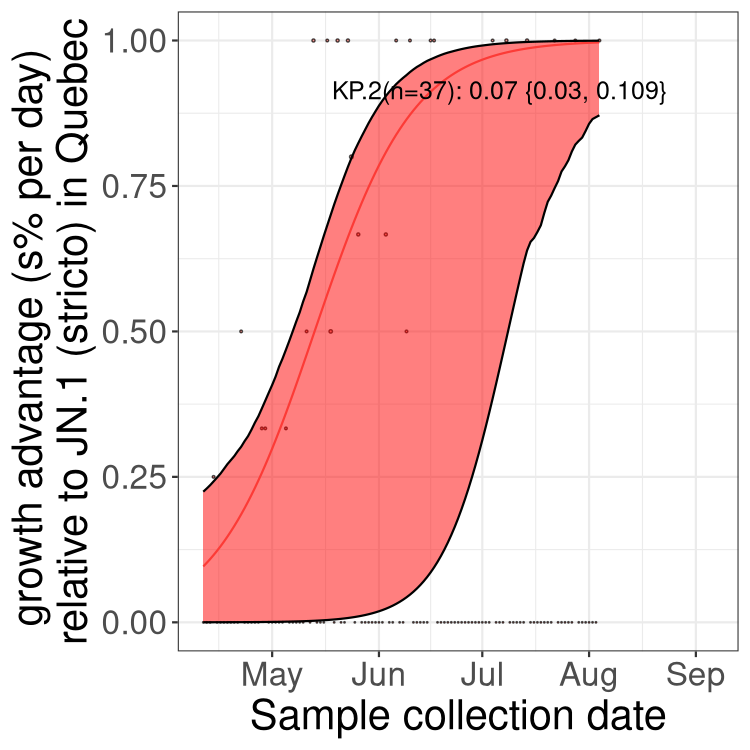 growth advantage (s% per day)
relative to JN.1 (stricto) in Quebec
1.00
0.75
0.50
0.25
0.00
KP.2(n=37): 0.07 {0.03, 0.109}
May Jun Jul Aug Sep
Sample collection date